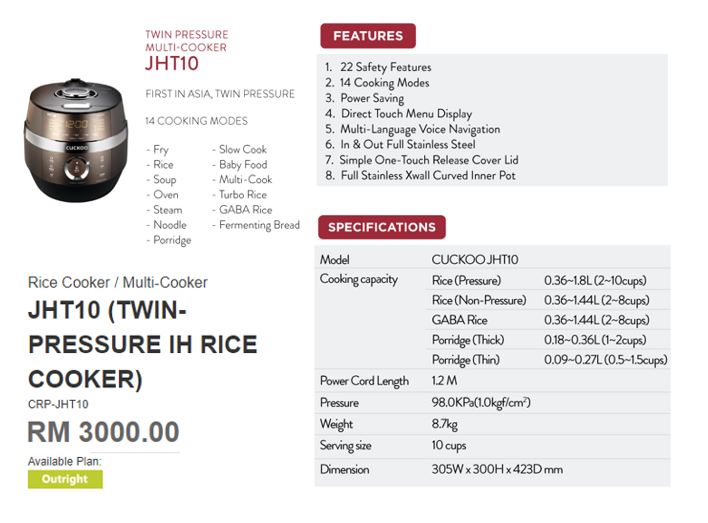 TWIN PRESSURE
MULTI-COOKER
JHT10
FIRST IN ASIA, TWIN PRESSURE
14 COOKING MODES
- Fry
- Rice
- Soup
- Oven
- Steam
- Noodle
- Porridge
- Slow Cook
- Baby Food
- Multi-Cook
- Turbo Rice
- GABA Rice
- Fermenting Bread
CUCKOO
12:00
Rice Cooker / Multi-Cooker
JHT10 (TWIN-
PRESSURE IH RICE
COOKER)
CRP-JHT10
RM 3000.00
Available Plan:
Outright
FEATURES
1. 22 Safety Features
2. 14 Cooking Modes
3. Power Saving
4. Direct Touch Menu Display
5. Multi-Language Voice Navigation
6. In & Out Full Stainless Steel
7. Simple One-Touch Release Cover Lid
8. Full Stainless Xwall Curved Inner Pot
SPECIFICATIONS
Model CUCKOO JHT10
Cooking capacity Rice (Pressure) 0.36~1.8L (2~10cups)
Rice (Non-Pressure) 0.36~1.44L (2~8cups)
GABA Rice 0.36~1.44L (2~8cups)
Porridge (Thick) 0.18~0.36L (1~2cups)
Porridge (Thin) 0.09~0.27L (0.5~1.5cups)
Power Cord Length 1.2 M
Pressure 98.0KPa(1.0kgf/cm²)
Weight 8.7kg
Serving size 10 cups
Dimension 305W x 300H x 423D mm